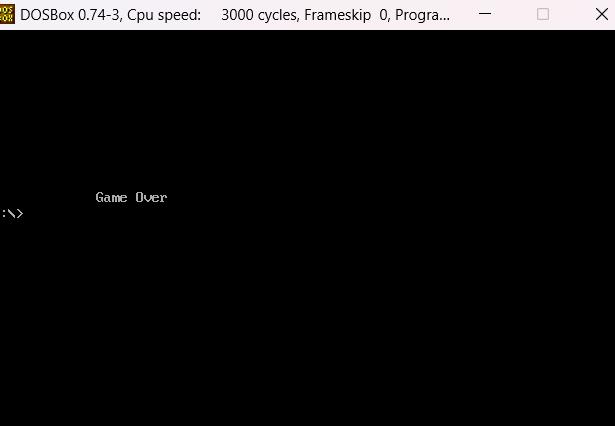 DOSBox 0.74-3, Cpu speed: 3000 cycles, Frameskip 0, Progra...
Game Over
:\>